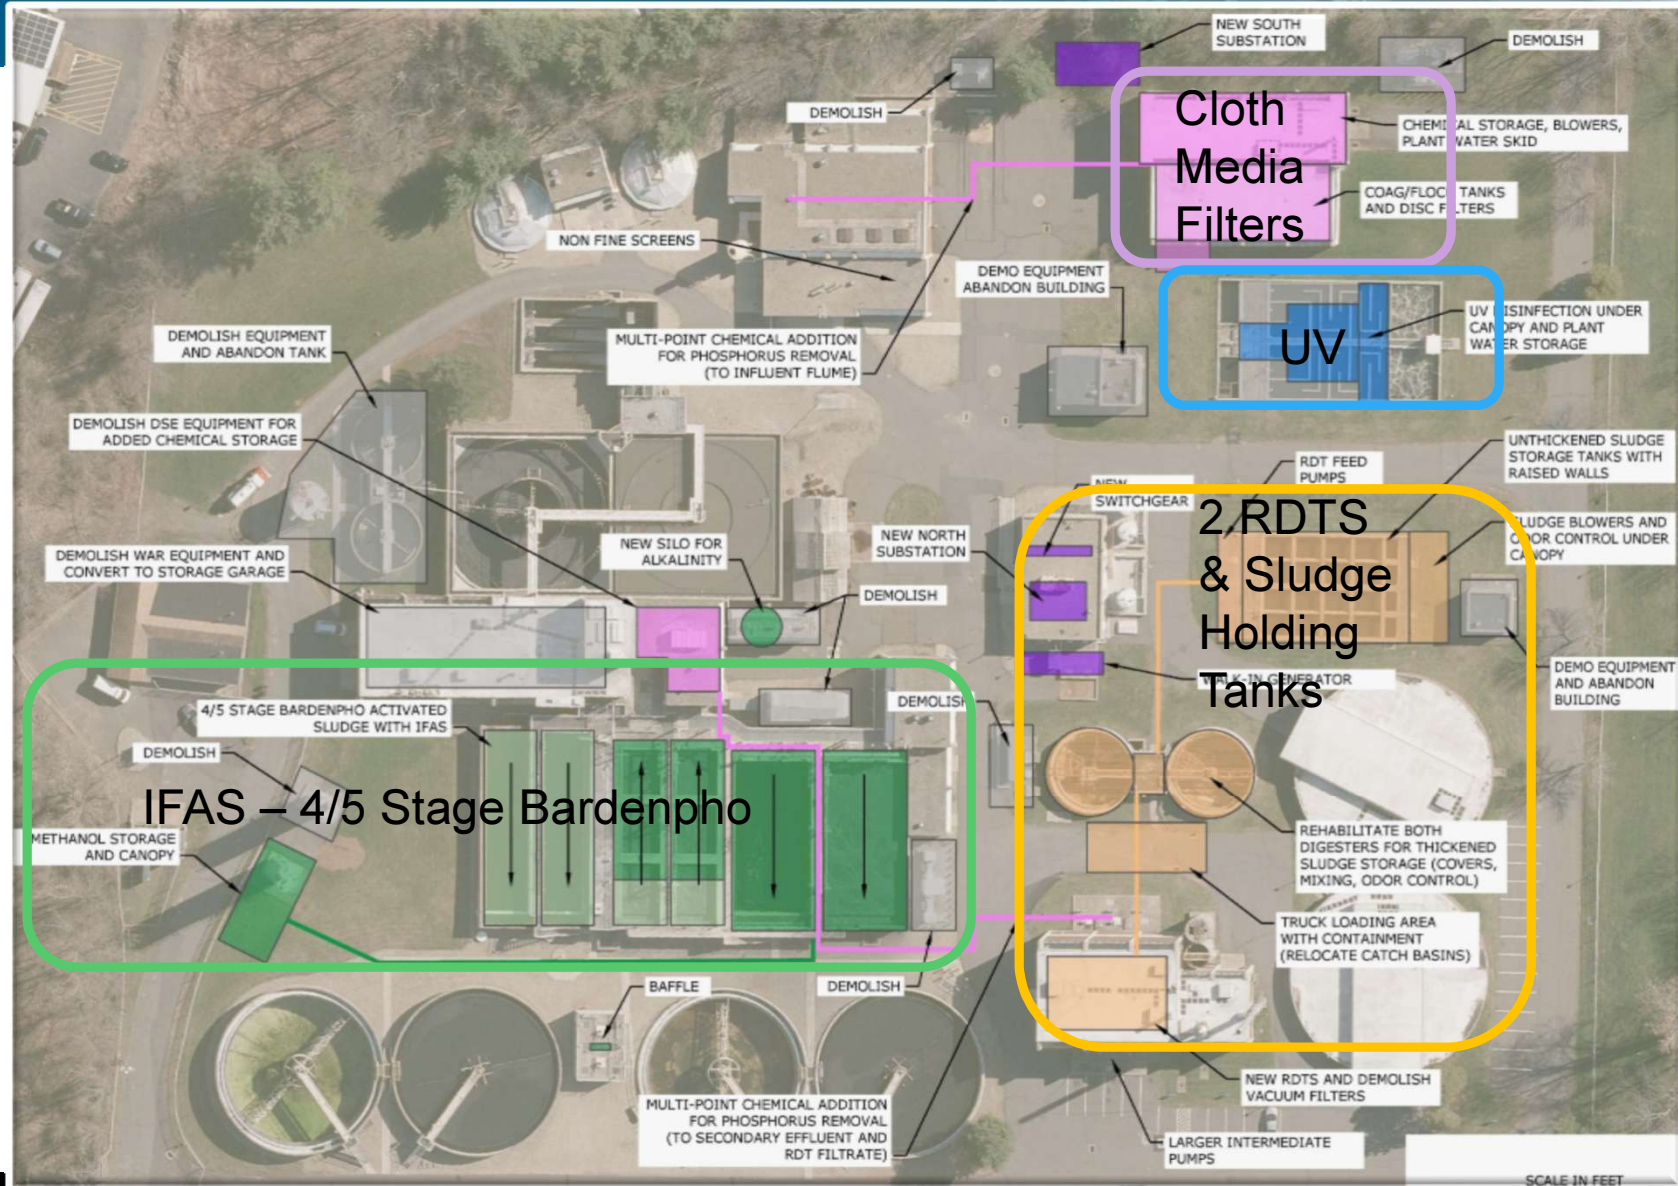 NEW SOUTH
SUBSTATION
DEMOLISH
DEMOLISH
Cloth
Media
Filters
CHEMICAL STORAGE, BLOWERS,
PLANT WATER SKID
COAG/FLOC TANKS
AND DISC FILTERS
NON FINE SCREENS
DEMO EQUIPMENT
ABANDON BUILDING
UV
UV DISINFECTION UNDER
CANOPY AND PLANT
WATER STORAGE
DEMOLISH EQUIPMENT
AND ABANDON TANK
MULTI-POINT CHEMICAL ADDITION
FOR PHOSPHORUS REMOVAL
(TO INFLUENT FLUME)
DEMOLISH DSE EQUIPMENT FOR
ADDED CHEMICAL STORAGE
RDT FEED
PUMPS
UNTHICKENED SLUDGE
STORAGE TANKS WITH
RAISED WALLS
NEW
SWITCHGEAR
2 RDTS
& Sludge
Holding
Tanks
SLUDGE BLOWERS AND
ODOR CONTROL UNDER
CANOPY
NEW NORTH
SUBSTATION
DEMOLISH WAR EQUIPMENT AND
CONVERT TO STORAGE GARAGE
NEW SILO FOR
ALKALINITY
DEMOLISH
WALK-IN GENERATOR
DEMO EQUIPMENT
AND ABANDON
BUILDING
4/5 STAGE BARDENPHO ACTIVATED
SLUDGE WITH IFAS
DEMOLISH
DEMOLISH
IFAS – 4/5 Stage Bardenpho
METHANOL STORAGE
AND CANOPY
REHABILITATE BOTH
DIGESTERS FOR THICKENED
SLUDGE STORAGE (COVERS,
MIXING, ODOR CONTROL)
TRUCK LOADING AREA
WITH CONTAINMENT
(RELOCATE CATCH BASINS)
BAFFLE
DEMOLISH
NEW RDTS AND DEMOLISH
VACUUM FILTERS
MULTI-POINT CHEMICAL ADDITION
FOR PHOSPHORUS REMOVAL
(TO SECONDARY EFFLUENT AND
RDT FILTRATE)
LARGER INTERMEDIATE
PUMPS
SCALE IN FEET